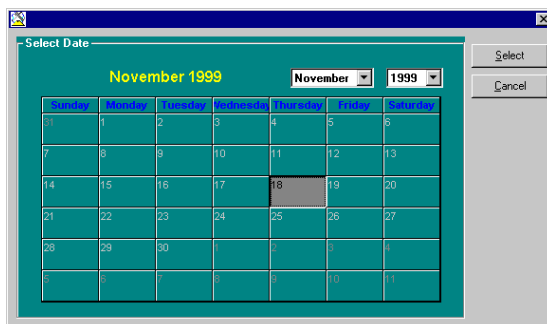 Select Date
Select
November 1999
November
1999
Cancel
Sunday Monday Tuesday Wednesday Thursday Friday Saturday
31 1 2 3 4 5 6
7 8 9 10 11 12 13
14 15 16 17 18 19 20
21 22 23 24 25 26 27
28 29 30 1 2 3 4
5 6 7 8 9 10 11